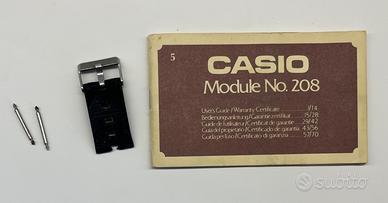 5
CASIO
Module No. 208
User's Guide / Warranty Certificate 1/14
Bedienungsanleitung / Garantiezertifikat 15/28
Guide de l'utilisateur / Certificat de garantie 29/42
Guia del propietario / Certificado de garantia 43/56
Guida per l'uso / Certificato di garanzia 57/70
subito